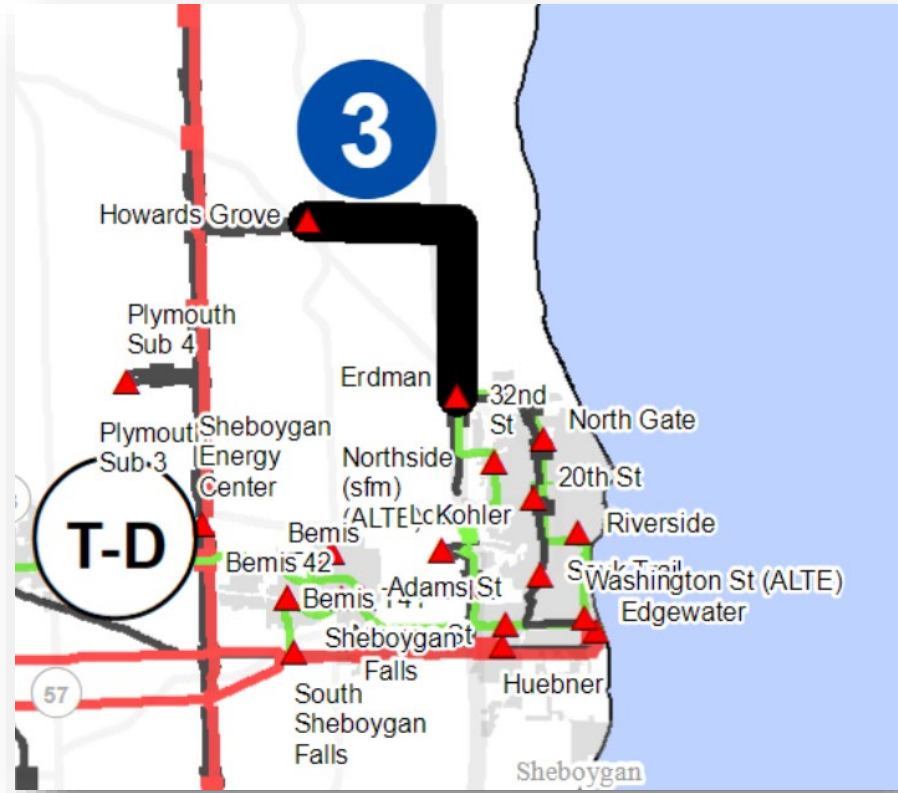 3
Howards Grove
Plymouth
Sub 4
Erdman
32nd
St
North Gate
Plymouth
Sub 3
Sheboygan
Energy
Center
Northside
(sfm)
(ALTE)
20th St
Kohler
Riverside
T-D
Bemis
Bemis 42
Adams St
Washington St (ALTE)
Bemis
Edgewater
Sheboygan
Falls
57
South
Sheboygan
Falls
Huebner
Sheboygan